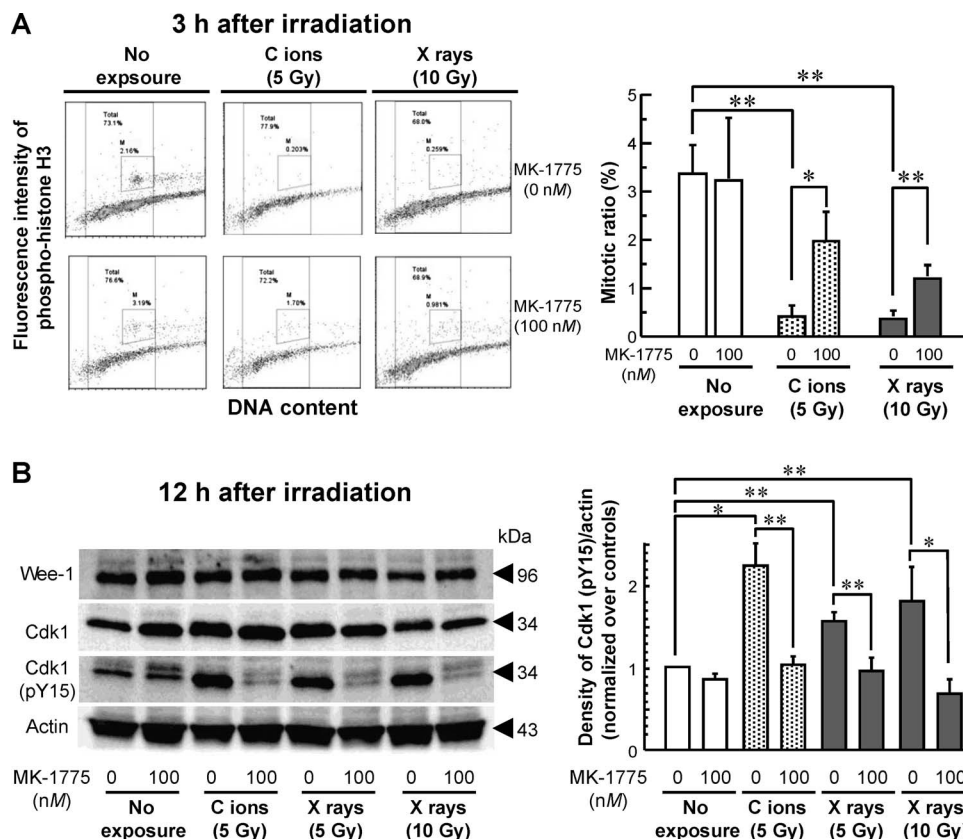 A
3 h after irradiation
No
expsoure
C ions
(5 Gy)
X rays
(10 Gy)
Fluorescence intensity of
phospho-histone H3
Total
73.1%
M
2.16%
Total
77.9%
M
0.203%
Total
68.0%
M
0.259%
MK-1775
(0 nM)
Total
76.6%
M
3.19%
Total
72.2%
M
1.70%
Total
68.9%
M
0.981%
MK-1775
(100 nM)
DNA content
Mitotic ratio (%)
5
4
3
2
1
0
**
**
*
**
MK-1775
(nM)
0 100 0 100 0 100
No
exposure
C ions
(5 Gy)
X rays
(10 Gy)
B
12 h after irradiation
kDa
Wee-1
96
Cdk1
34
Cdk1
(pY15)
34
Actin
43
MK-1775
(nM)
0 100 0 100 0 100 0 100
No
exposure
C ions
(5 Gy)
X rays
(5 Gy)
X rays
(10 Gy)
Density of Cdk1 (pY15)/actin
(normalized over controls)
2
1
0
**
**
*
**
**
*
MK-1775
(nM)
0 100 0 100 0 100 0 100
No
exposure
C ions
(5 Gy)
X rays
(5 Gy)
X rays
(10 Gy)